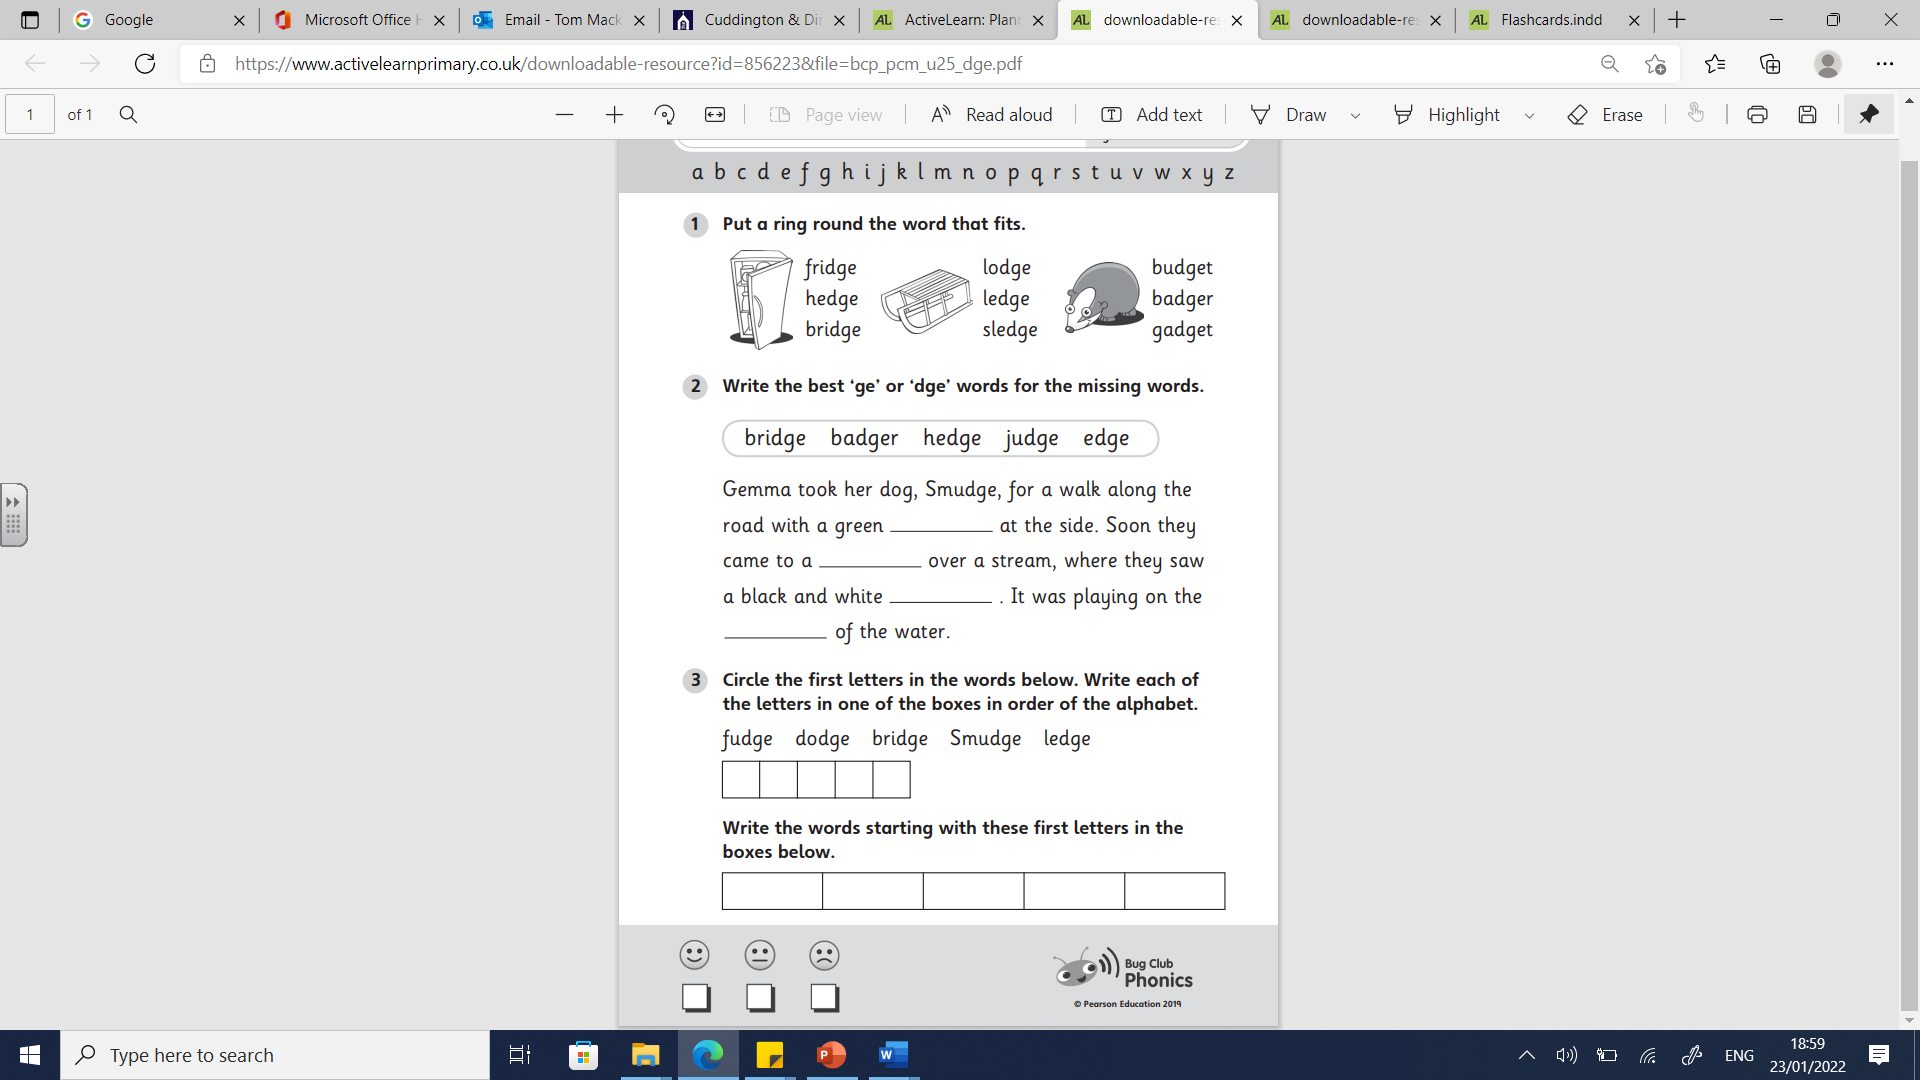 Google
Microsoft Office H
Email - Tom Mack
Cuddington & Di
ActiveLearn: Plan
downloadable-res
downloadable-res
Flashcards.indd
https://www.activelearnprimary.co.uk/downloadable-resource?id=856223&file=bcp_pcm_u25_dge.pdf
1 of 1
Page view
Read aloud
Add text
Draw
Highlight
Erase
a b c d e f g h i j k l m n o p q r s t u v w x y z
1 Put a ring round the word that fits.
fridge
hedge
bridge
lodge
ledge
sledge
budget
badger
gadget
2 Write the best ‘ge’ or ‘dge’ words for the missing words.
bridge badger hedge judge edge
Gemma took her dog, Smudge, for a walk along the
road with a green __________ at the side. Soon they
came to a __________ over a stream, where they saw
a black and white __________ . It was playing on the
__________ of the water.
3 Circle the first letters in the words below. Write each of
the letters in one of the boxes in order of the alphabet.
fudge dodge bridge Smudge ledge
Write the words starting with these first letters in the
boxes below.
Bug Club
Phonics
© Pearson Education 2019
Type here to search
ENG
18:59
23/01/2022